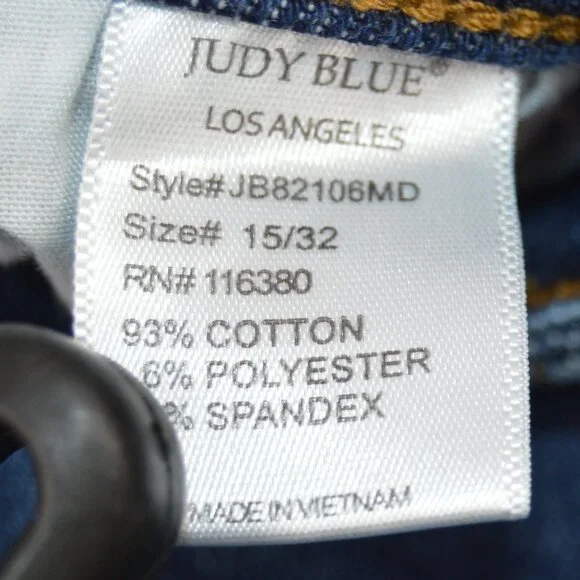 JUDY BLUE®
LOS ANGELES
Style# JB82106MD
Size# 15/32
RN# 116380
93% COTTON
6% POLYESTER
% SPANDEX
MADE IN VIETNAM